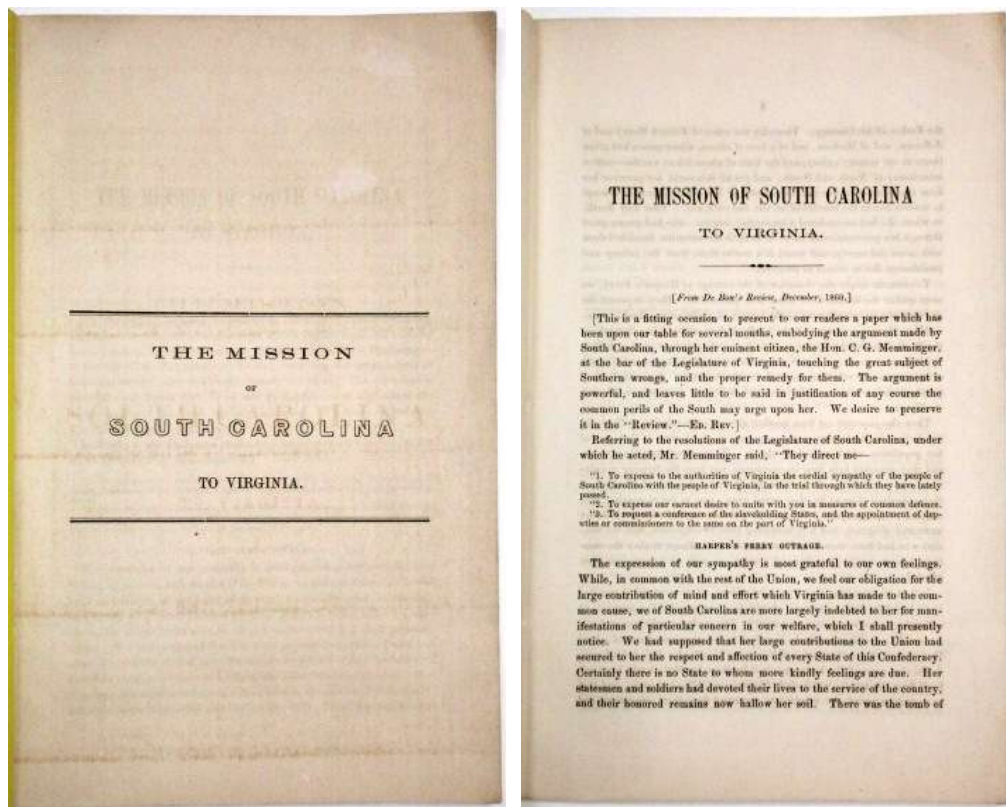 THE MISSION
OF
SOUTH CAROLINA
TO VIRGINIA.
THE MISSION OF SOUTH CAROLINA
TO VIRGINIA.
[From De Bow's Review, December, 1860.]
[This is a fitting occasion to present to our readers a paper which has
been upon our table for several months, embodying the argument made by
South Carolina, through her eminent citizen, the Hon. C. G. Memminger,
at the bar of the Legislature of Virginia, touching the great subject of
Southern wrongs, and the proper remedy for them. The argument is
powerful, and leaves little to be said in justification of any course the
common perils of the South may urge upon her. We desire to preserve
it in the "Review."—ED. REV.]
Referring to the resolutions of the Legislature of South Carolina, under
which he acted, Mr. Memminger said, "They direct me—
"1. To express to the authorities of Virginia the cordial sympathy of the people of
South Carolina with the people of Virginia, in the trial through which they have lately
passed.
"2. To express our earnest desire to unite with you in measures of common defence.
"3. To request a conference of the slaveholding States, and the appointment of dep-
uties or commissioners to the same on the part of Virginia."
HARPER'S FERRY OUTRAGE.
The expression of our sympathy is most grateful to our own feelings.
While, in common with the rest of the Union, we feel our obligation for the
large contribution of mind and effort which Virginia has made to the com-
mon cause, we of South Carolina are more largely indebted to her for man-
ifestations of particular concern in our welfare, which I shall presently
notice. We had supposed that her large contributions to the Union had
secured to her the respect and affection of every State of this Confederacy.
Certainly there is no State to whom more kindly feelings are due. Her
statesmen and soldiers had devoted their lives to the service of the country,
and their honored remains now hallow her soil. There was the tomb of